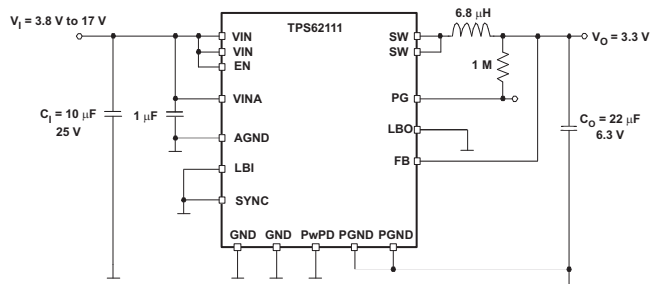 V_I = 3.8 V to 17 V
TPS62111
6.8 μH
V_O = 3.3 V
VIN
VIN
EN
SW
SW
1 M
VINA
PG
C_I = 10 μF
25 V
1 μF
AGND
LBO
C_O = 22 μF
6.3 V
LBI
FB
SYNC
GND
GND
PwPD
PGND
PGND